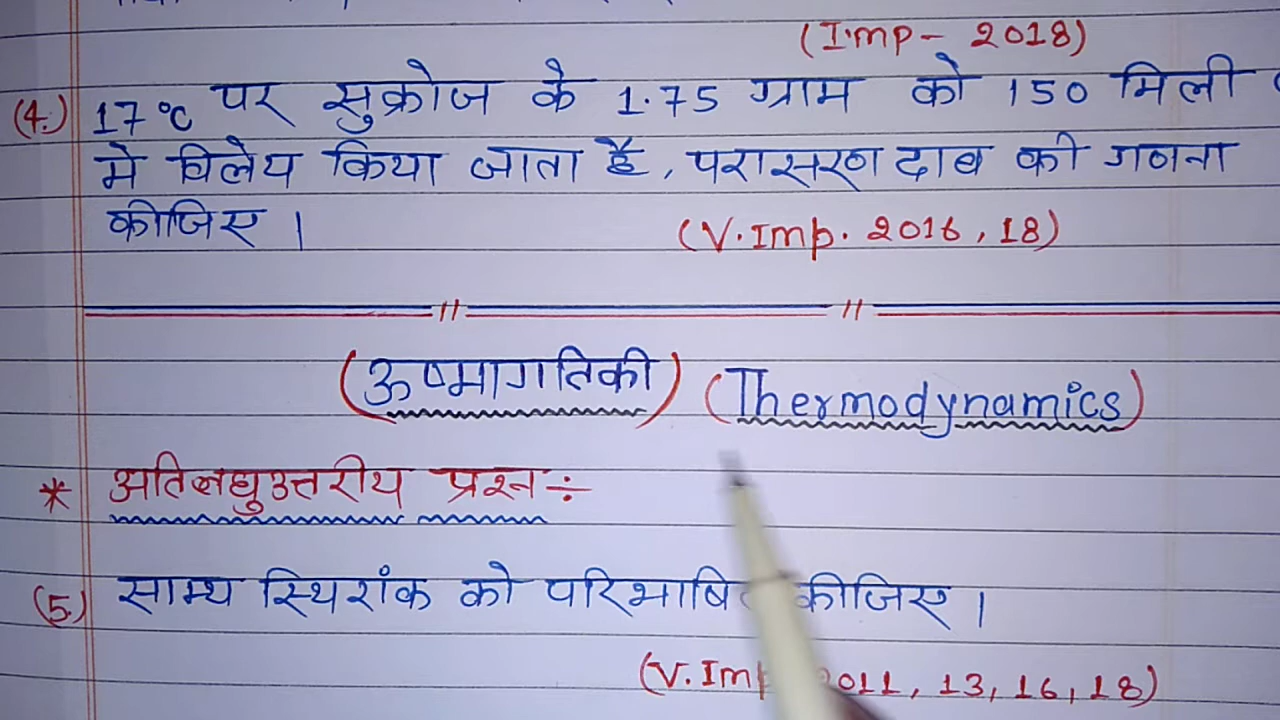 (I.mp- 2018)
(4.) 17°C पर सुक्रोज के 1.75 ग्राम को 150 मिली
मे विलेय किया जाता है, परासरण दाब की गणना
कीजिए।
(V.Imp. 2016, 18)
(ऊष्मागतिकी) (Thermodynamics)
* अतिलघुउत्तरीय प्रश्न ÷
(5.) साम्य स्थिरांक को परिभाषित कीजिए।
(V.Imp 2011, 13, 16, 18)